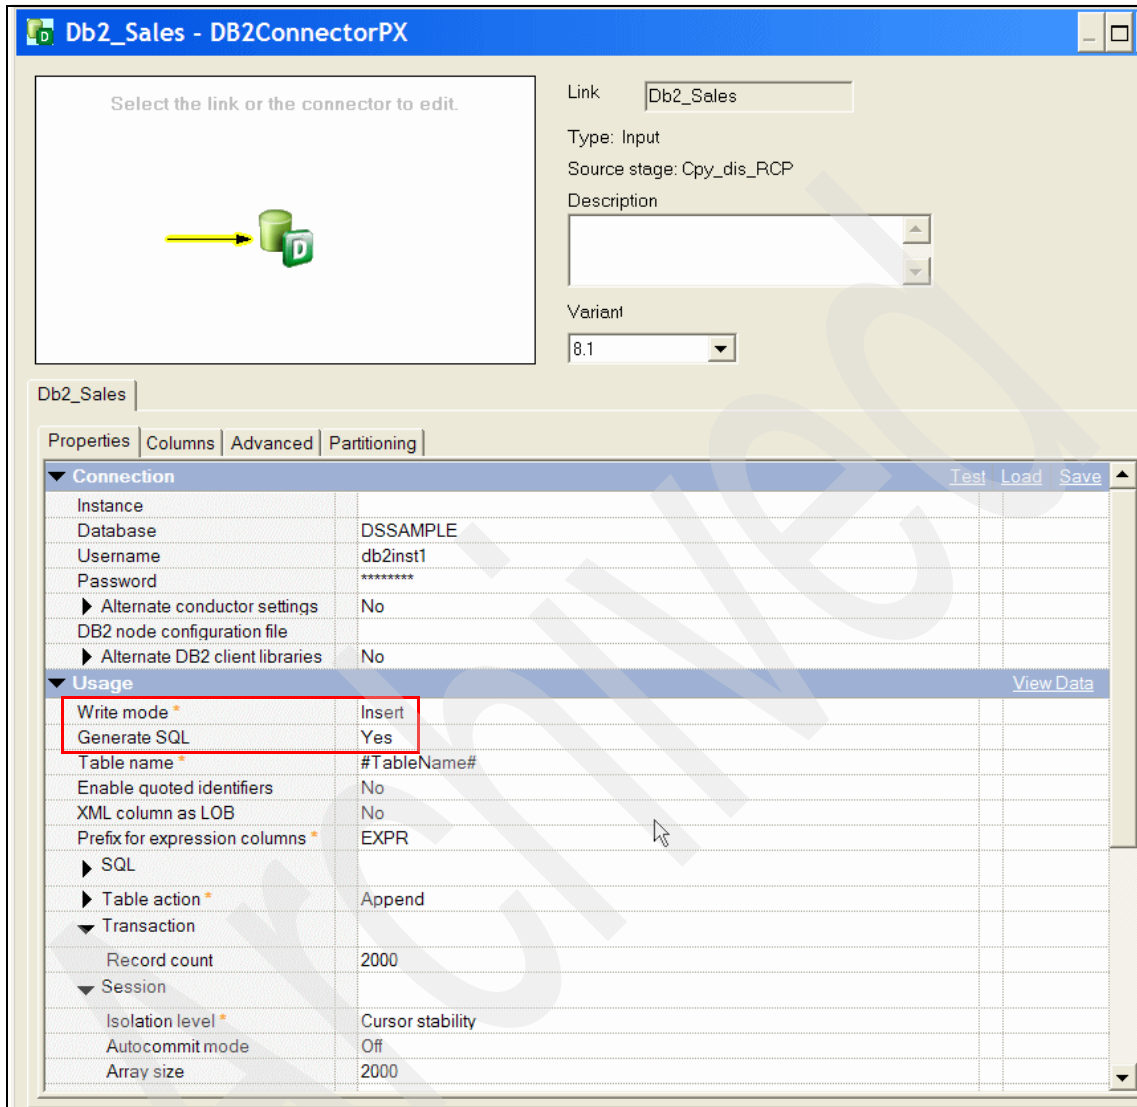 Db2_Sales - DB2ConnectorPX
Select the link or the connector to edit.
Link Db2_Sales
Type: Input
Source stage: Cpy_dis_RCP
Description
Variant
8.1
Db2_Sales
Properties Columns Advanced Partitioning
Connection Test Load Save
Instance
Database DSSAMPLE
Username db2inst1
Password ********
Alternate conductor settings No
DB2 node configuration file
Alternate DB2 client libraries No
Usage View Data
Write mode * Insert
Generate SQL Yes
Table name * #TableName#
Enable quoted identifiers No
XML column as LOB No
Prefix for expression columns * EXPR
SQL
Table action * Append
Transaction
Record count 2000
Session
Isolation level * Cursor stability
Autocommit mode Off
Array size 2000
Archived